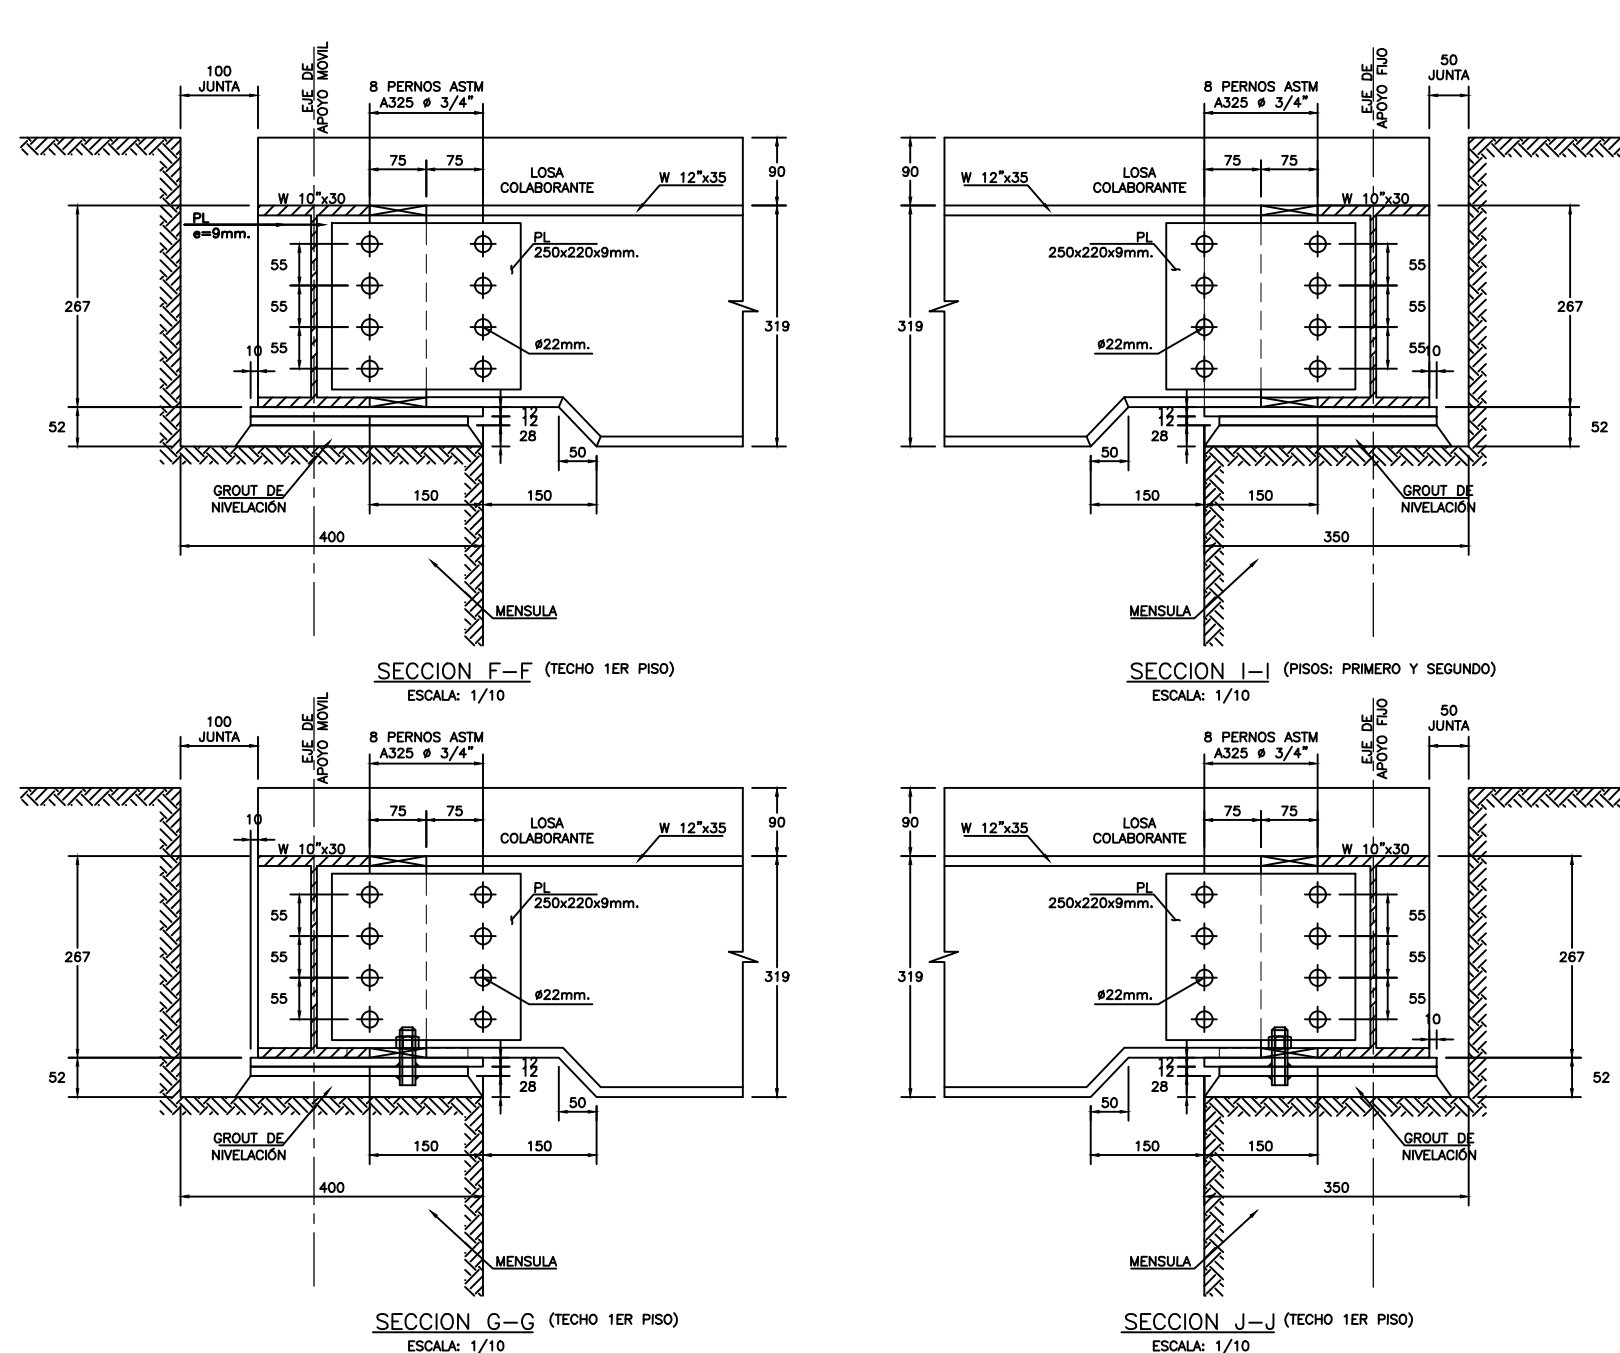 100
JUNTA
EJE DE
APOYO MOVIL
8 PERNOS ASTM
A325 ø 3/4"
75
75
LOSA
COLABORANTE
W 12"x35
90
W 10"x30
PL
e=9mm.
PL
250x220x9mm.
55
55
55
267
319
ø22mm.
10
12
12
28
52
50
GROUT DE
NIVELACIÓN
150
150
400
MENSULA
SECCION F-F (TECHO 1ER PISO)
ESCALA: 1/10
8 PERNOS ASTM
A325 ø 3/4"
EJE DE
APOYO FIJO
50
JUNTA
90
W 12"x35
LOSA
COLABORANTE
75
75
W 10"x30
PL
250x220x9mm.
55
55
55
267
319
ø22mm.
10
12
12
28
52
50
150
150
GROUT DE
NIVELACIÓN
350
MENSULA
SECCION I-I (PISOS: PRIMERO Y SEGUNDO)
ESCALA: 1/10
100
JUNTA
EJE DE
APOYO MOVIL
8 PERNOS ASTM
A325 ø 3/4"
10
75
75
LOSA
COLABORANTE
W 12"x35
90
W 10"x30
PL
250x220x9mm.
55
55
55
267
319
ø22mm.
12
12
28
52
50
GROUT DE
NIVELACIÓN
150
150
400
MENSULA
SECCION G-G (TECHO 1ER PISO)
ESCALA: 1/10
8 PERNOS ASTM
A325 ø 3/4"
EJE DE
APOYO FIJO
50
JUNTA
90
W 12"x35
LOSA
COLABORANTE
75
75
W 10"x30
PL
250x220x9mm.
55
55
55
267
319
ø22mm.
10
12
12
28
52
50
150
150
GROUT DE
NIVELACIÓN
350
MENSULA
SECCION J-J (TECHO 1ER PISO)
ESCALA: 1/10